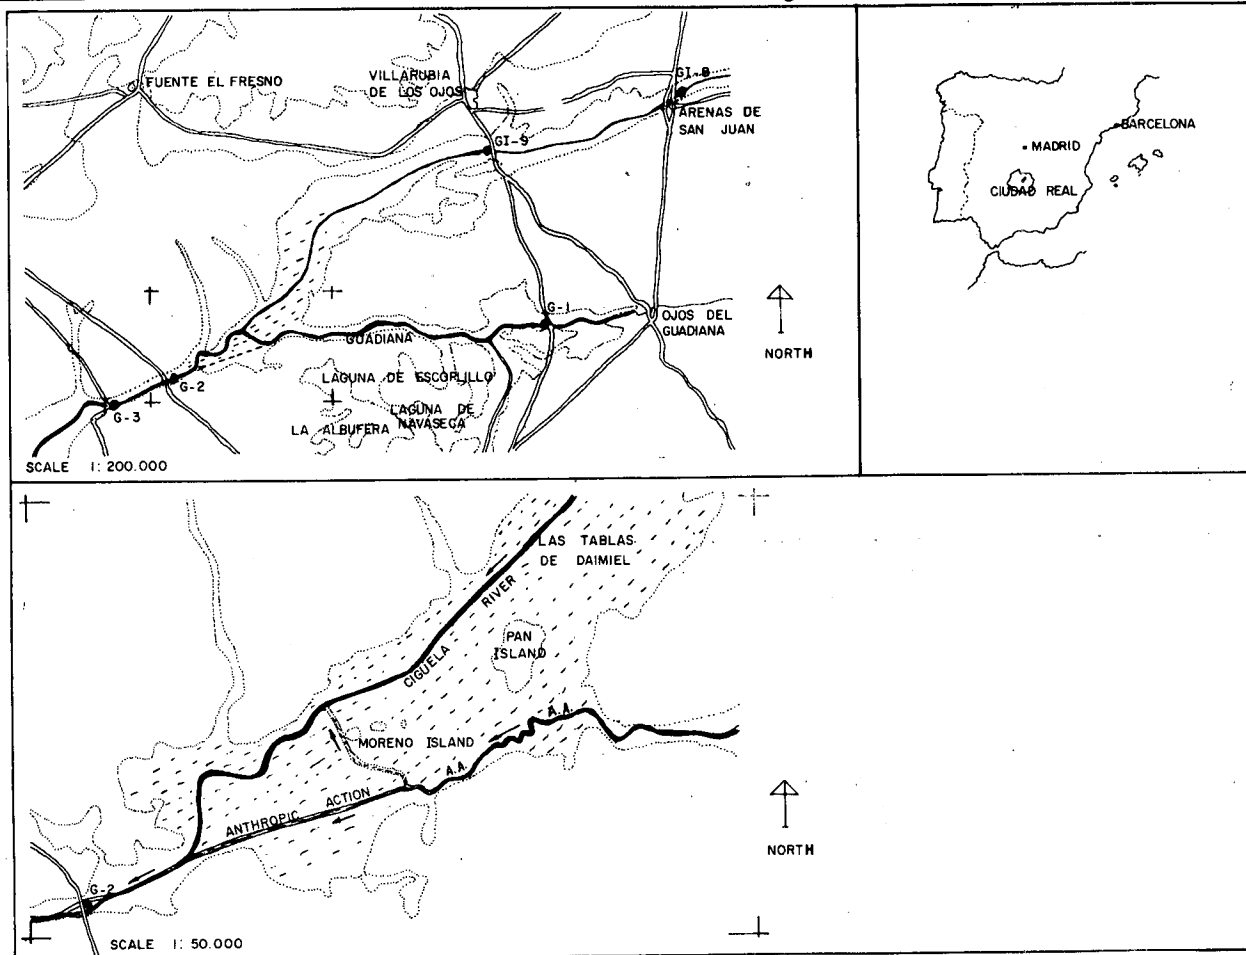 FUENTE EL FRESNO
VILLARUBIA
DE LOS OJOS
GI-8
ARENAS DE
SAN JUAN
GI-9
G-1
OJOS DEL
GUADIANA
GUADIANA
LAGUNA DE ESCOPLILLO
LAGUNA DE
NAVASECA
LA ALBUFERA
G-2
G-3
NORTH
SCALE 1: 200.000
BARCELONA
MADRID
CIUDAD REAL
LAS TABLAS
DE DAIMIEL
CIGUELA RIVER
PAN
ISLAND
A.A.
MORENO ISLAND
A.A.
ANTHROPIC ACTION
G-2
NORTH
SCALE 1: 50.000